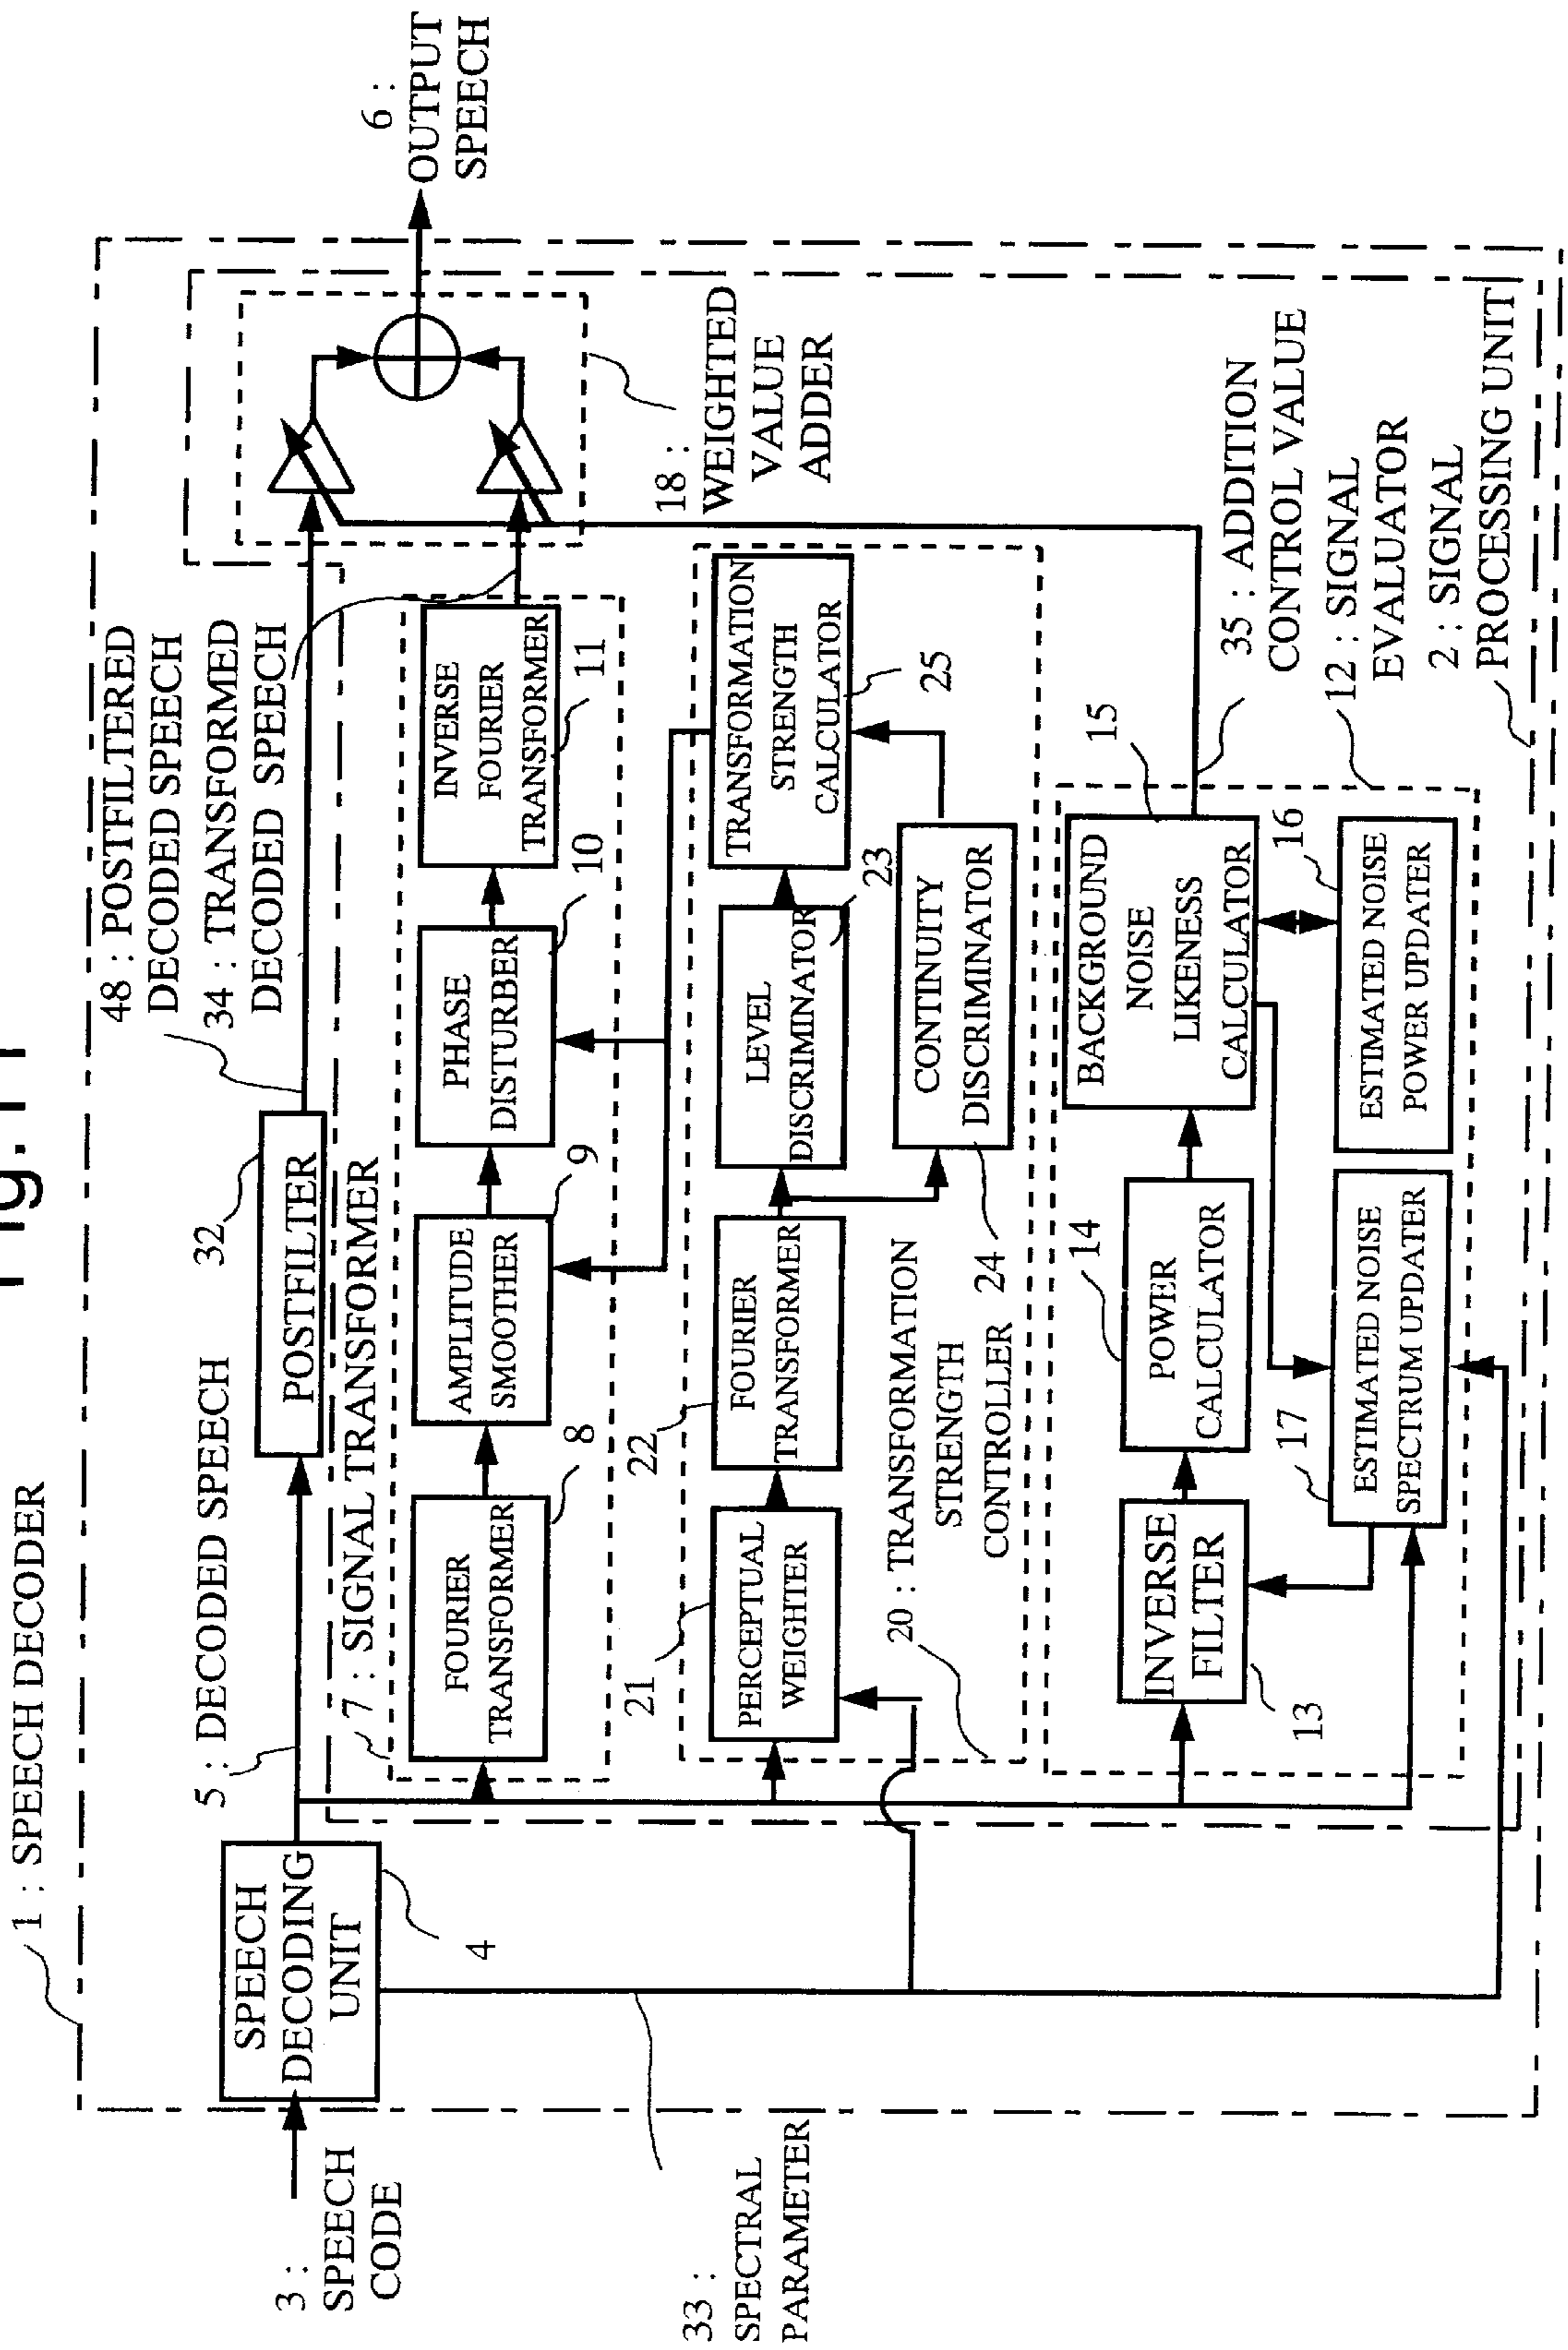 Fig.11
1 : SPEECH DECODER
3 :
SPEECH
CODE
SPEECH
DECODING
UNIT
4
5 : DECODED SPEECH
32
POSTFILTER
48 : POSTFILTERED
DECODED SPEECH
34 : TRANSFORMED
DECODED SPEECH
6 :
OUTPUT
SPEECH
7 : SIGNAL TRANSFORMER
FOURIER
TRANSFORMER
8
AMPLITUDE
SMOOTHER
9
PHASE
DISTURBER
10
INVERSE
FOURIER
TRANSFORMER
11
18 :
WEIGHTED
VALUE
ADDER
21
PERCEPTUAL
WEIGHTER
22
FOURIER
TRANSFORMER
LEVEL
DISCRIMINATOR
23
TRANSFORMATION
STRENGTH
CALCULATOR
25
CONTINUITY
DISCRIMINATOR
24
20 : TRANSFORMATION
STRENGTH
CONTROLLER
33 :
SPECTRAL
PARAMETER
INVERSE
FILTER
13
14
POWER
CALCULATOR
BACKGROUND
NOISE
LIKENESS
CALCULATOR
15
17
ESTIMATED NOISE
SPECTRUM UPDATER
16
ESTIMATED NOISE
POWER UPDATER
35 : ADDITION
CONTROL VALUE
12 : SIGNAL
EVALUATOR
2 : SIGNAL
PROCESSING UNIT